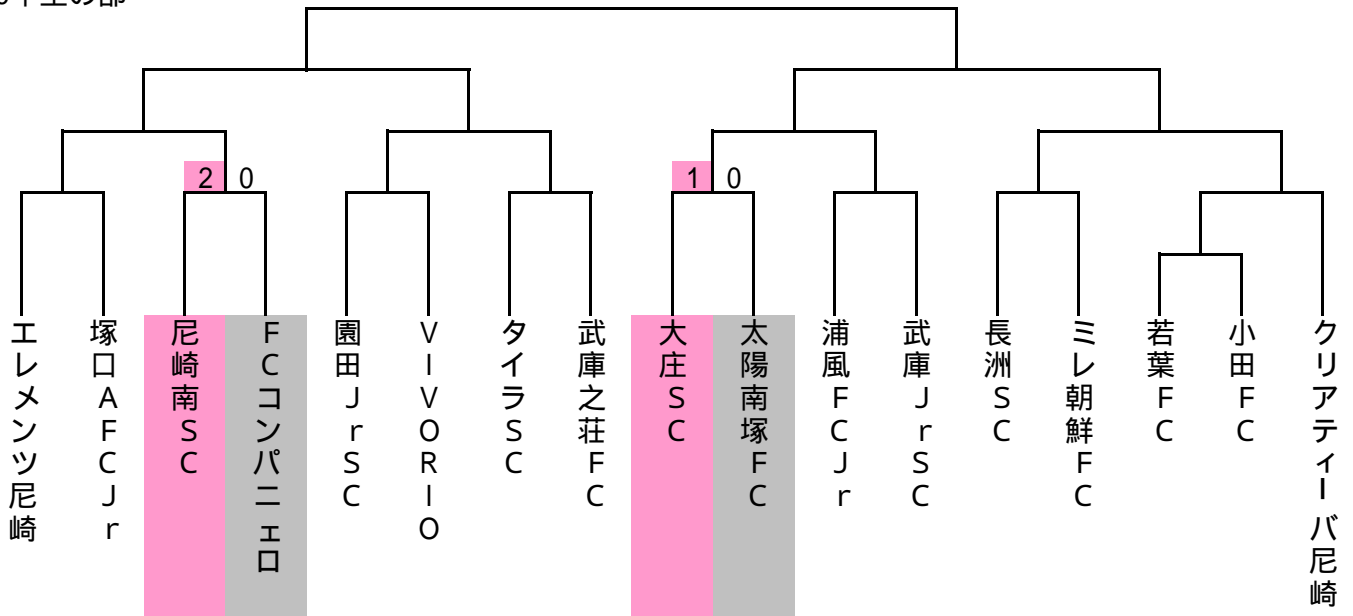 年生の部
2 0
1 0
エレメンツ尼崎
塚口AFCJr
尼崎南SC
FCコンパニエロ
園田JrSC
VIVORIO
タイラSC
武庫之荘FC
大庄SC
太陽南塚FC
浦風FCJr
武庫JrSC
長洲SC
ミレ朝鮮FC
若葉FC
小田FC
クリアティーバ尼崎